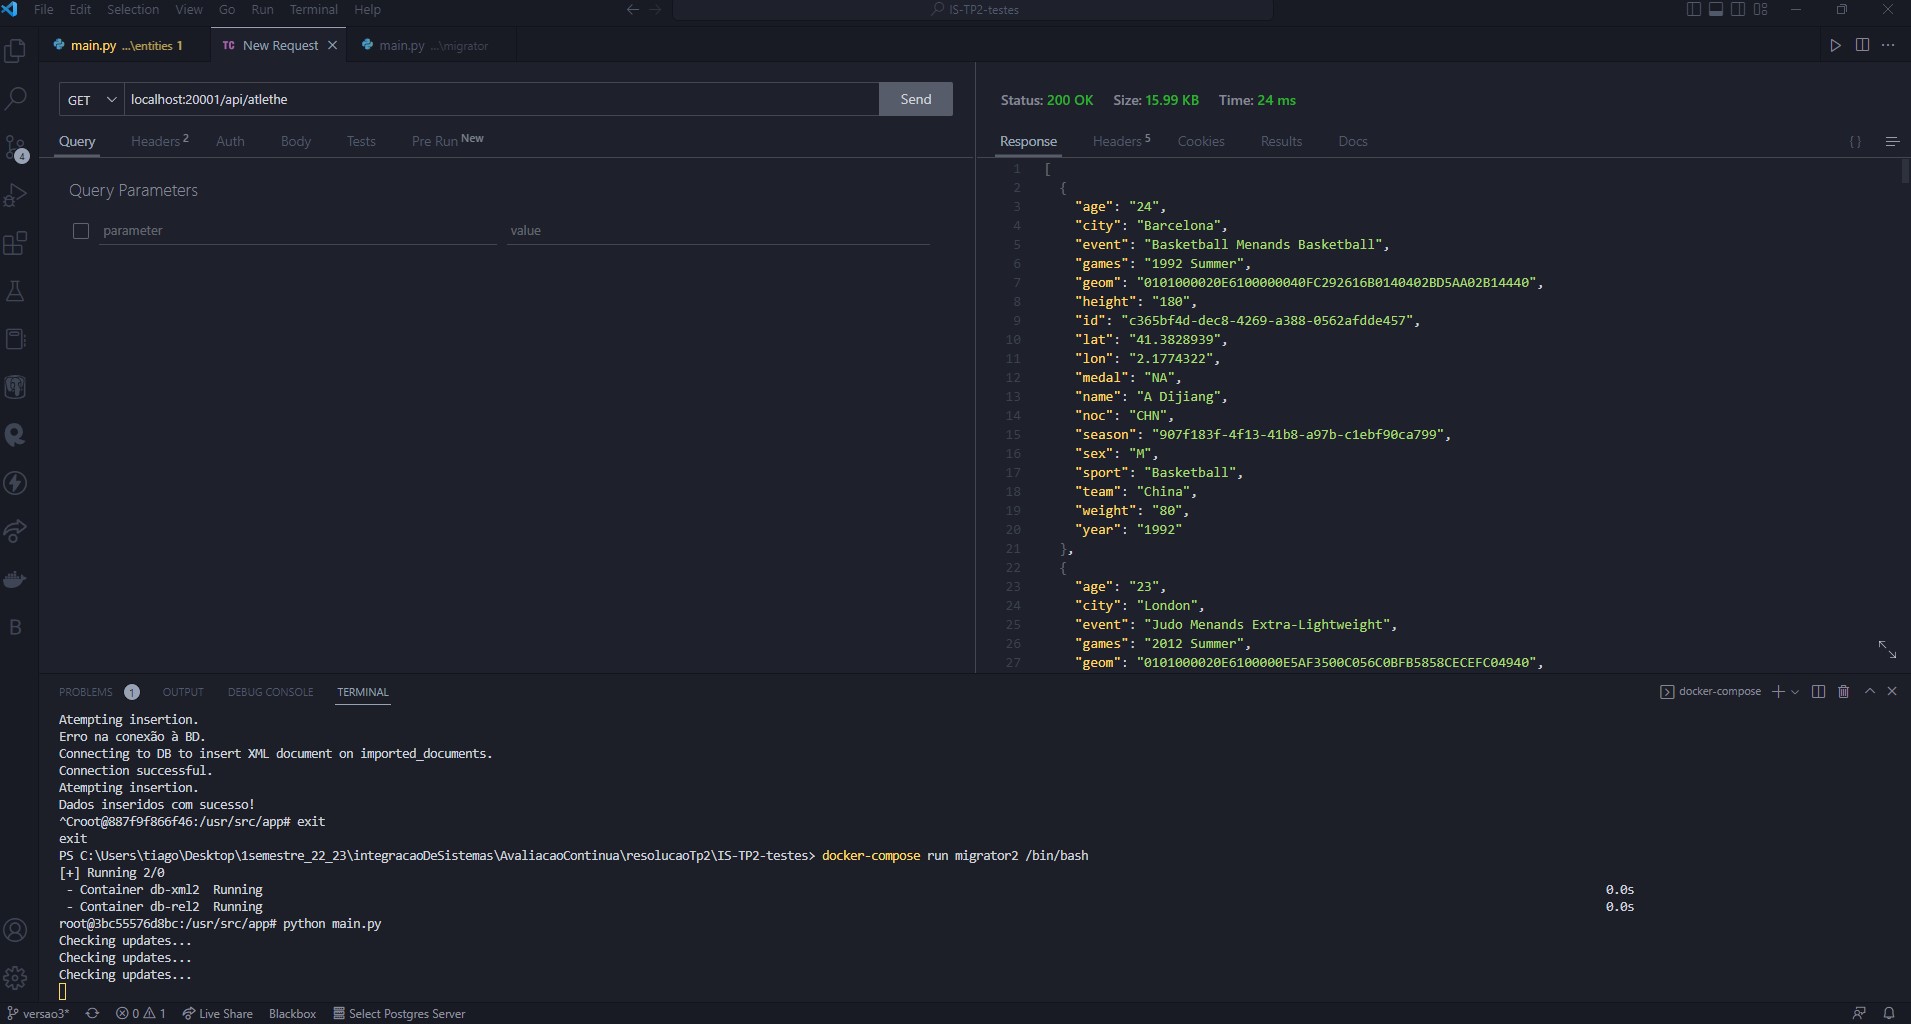 File Edit Selection View Go Run Terminal Help
IS-TP2-testes
main.py ...\entities 1
TC New Request
main.py ...\migrator
GET
localhost:20001/api/atlethe
Send
Status: 200 OK Size: 15.99 KB Time: 24 ms
Query Headers 2 Auth Body Tests Pre Run New
Response Headers 5 Cookies Results Docs
{}
Query Parameters
parameter
value
1 [
2 {
3 "age": "24",
4 "city": "Barcelona",
5 "event": "Basketball Menands Basketball",
6 "games": "1992 Summer",
7 "geom": "0101000020E6100000040FC292616B0140402BD5AA02B14440",
8 "height": "180",
9 "id": "c365bf4d-dec8-4269-a388-0562afdde457",
10 "lat": "41.3828939",
11 "lon": "2.1774322",
12 "medal": "NA",
13 "name": "A Dijiang",
14 "noc": "CHN",
15 "season": "907f183f-4f13-41b8-a97b-c1ebf90ca799",
16 "sex": "M",
17 "sport": "Basketball",
18 "team": "China",
19 "weight": "80",
20 "year": "1992"
21 },
22 {
23 "age": "23",
24 "city": "London",
25 "event": "Judo Menands Extra-Lightweight",
26 "games": "2012 Summer",
27 "geom": "0101000020E6100000E5AF3500C056C0BFB5858CECEFC04940",
4
B
PROBLEMS 1 OUTPUT DEBUG CONSOLE TERMINAL
docker-compose
Atempting insertion.
Erro na conexão à BD.
Connecting to DB to insert XML document on imported_documents.
Connection successful.
Atempting insertion.
Dados inseridos com sucesso!
^Croot@887f9f866f46:/usr/src/app# exit
exit
PS C:\Users\tiago\Desktop\1semestre_22_23\integracaoDeSistemas\AvaliacaoContinua\resolucaoTp2\IS-TP2-testes> docker-compose run migrator2 /bin/bash
[+] Running 2/0
- Container db-xml2 Running 0.0s
- Container db-rel2 Running 0.0s
root@3bc55576d8bc:/usr/src/app# python main.py
Checking updates...
Checking updates...
Checking updates...
versao3* 0 1 Live Share Blackbox Select Postgres Server